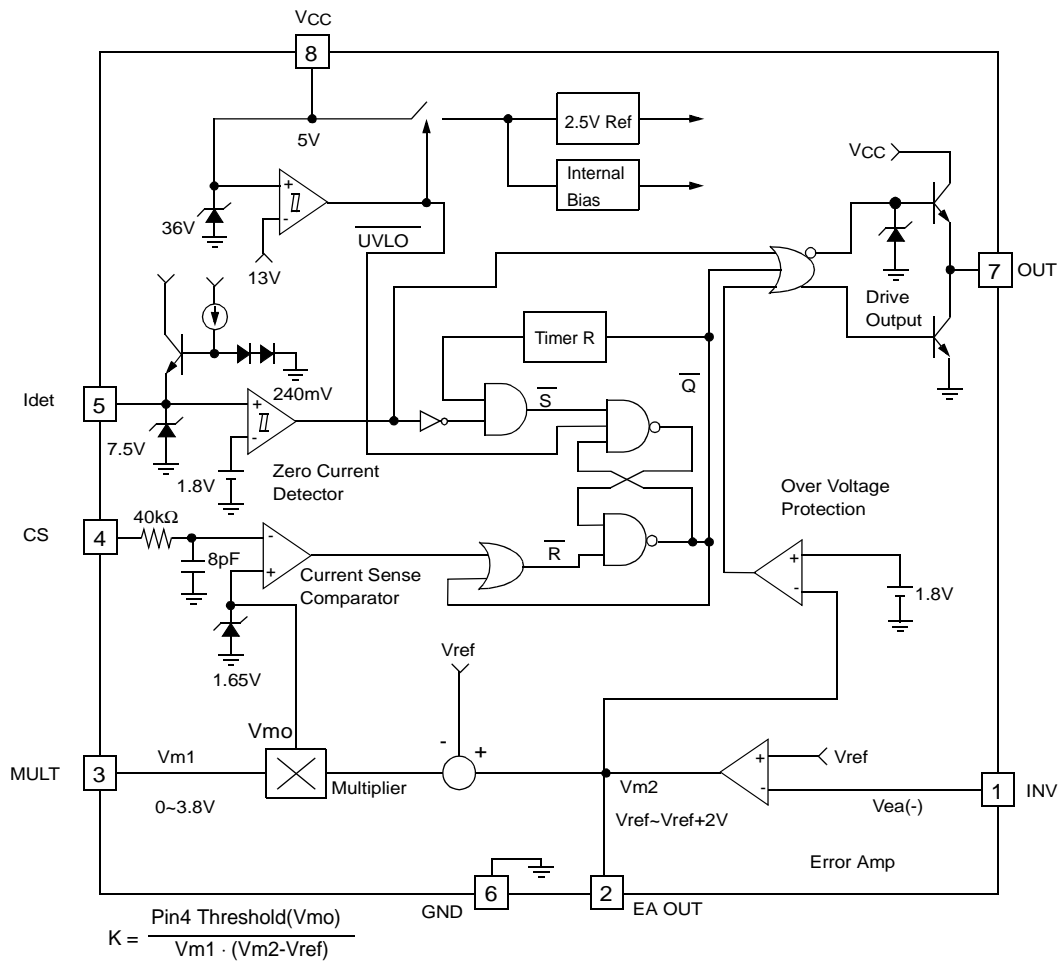 VCC
8
5V
2.5V Ref
Internal
Bias
VCC
36V
+
-
13V
UVLO
7
OUT
Drive
Output
Timer R
Q
Idet
5
240mV
+
-
S
7.5V
1.8V
Zero Current
Detector
Over Voltage
Protection
CS
4
40kΩ
8pF
-
+
Current Sense
Comparator
R
+
-
1.8V
1.65V
Vref
Vmo
-
+
MULT
3
Vm1
0~3.8V
Multiplier
Vm2
Vref~Vref+2V
+
-
Vref
Vea(-)
1
INV
Error Amp
GND
6
2
EA OUT
K = Pin4 Threshold(Vmo)
Vm1 · (Vm2-Vref)